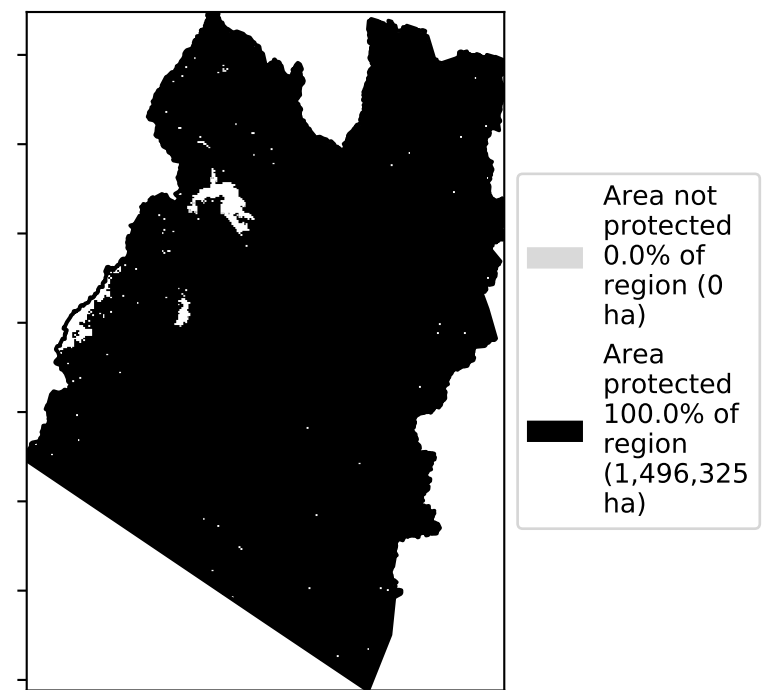 Area not
protected
0.0% of
region (0
ha)
Area
protected
100.0% of
region
(1,496,325
ha)